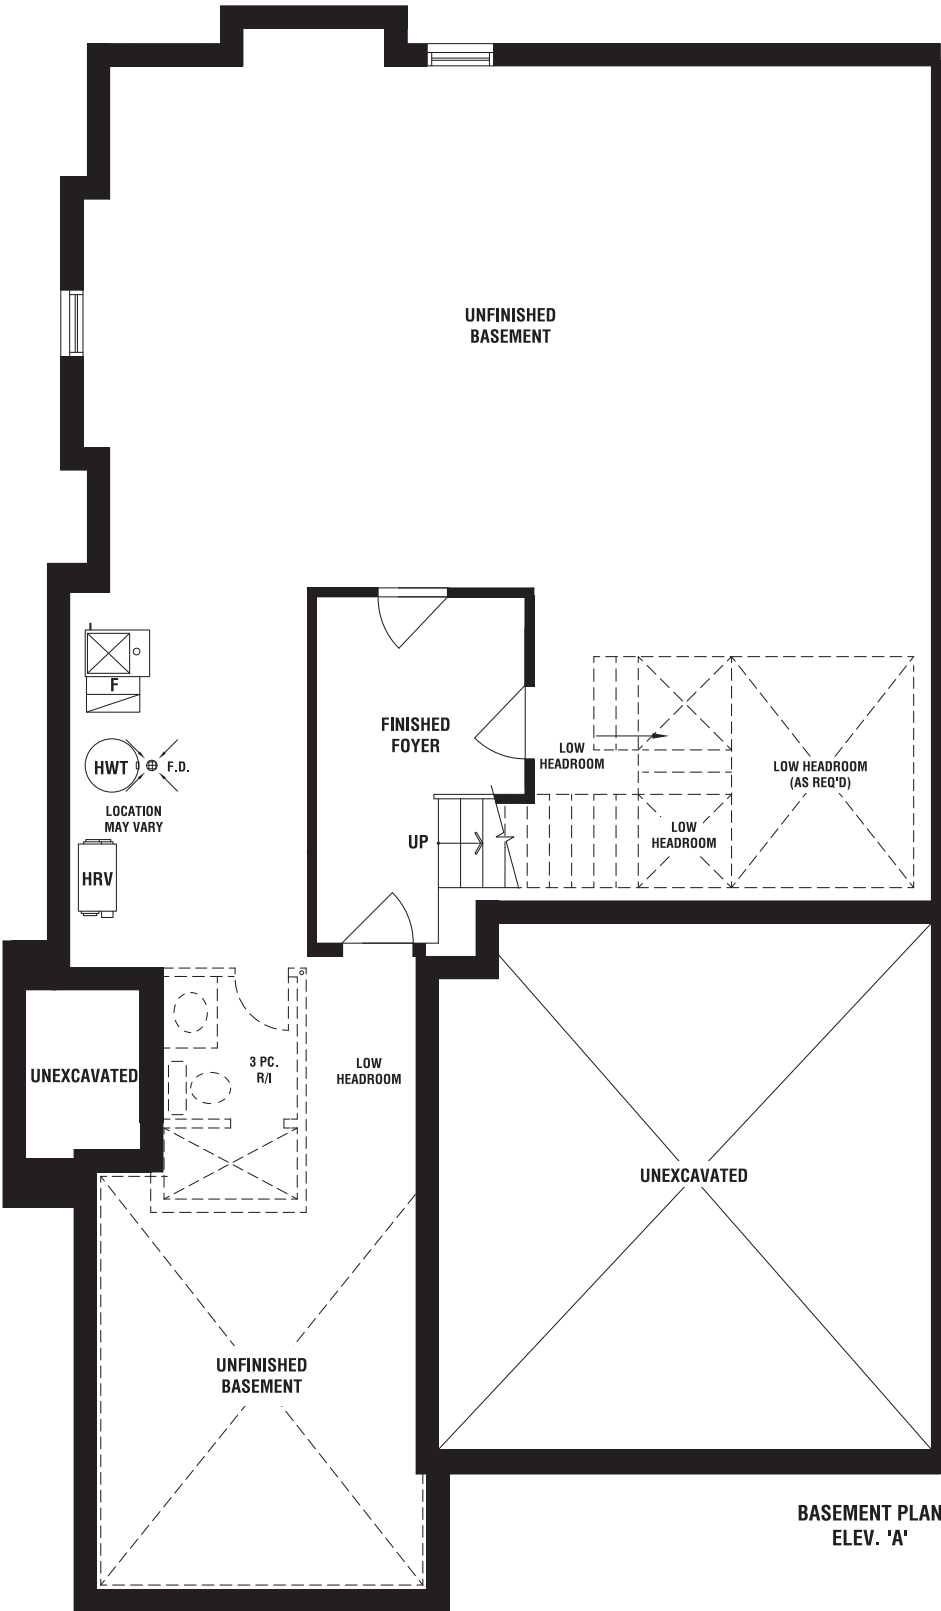 UNFINISHED
BASEMENT
F
HWT
F.D.
LOCATION
MAY VARY
HRV
FINISHED
FOYER
UP
LOW
HEADROOM
LOW HEADROOM
(AS REQ'D)
LOW
HEADROOM
UNEXCAVATED
3 PC.
R/I
LOW
HEADROOM
UNEXCAVATED
UNFINISHED
BASEMENT
BASEMENT PLAN
ELEV. 'A'